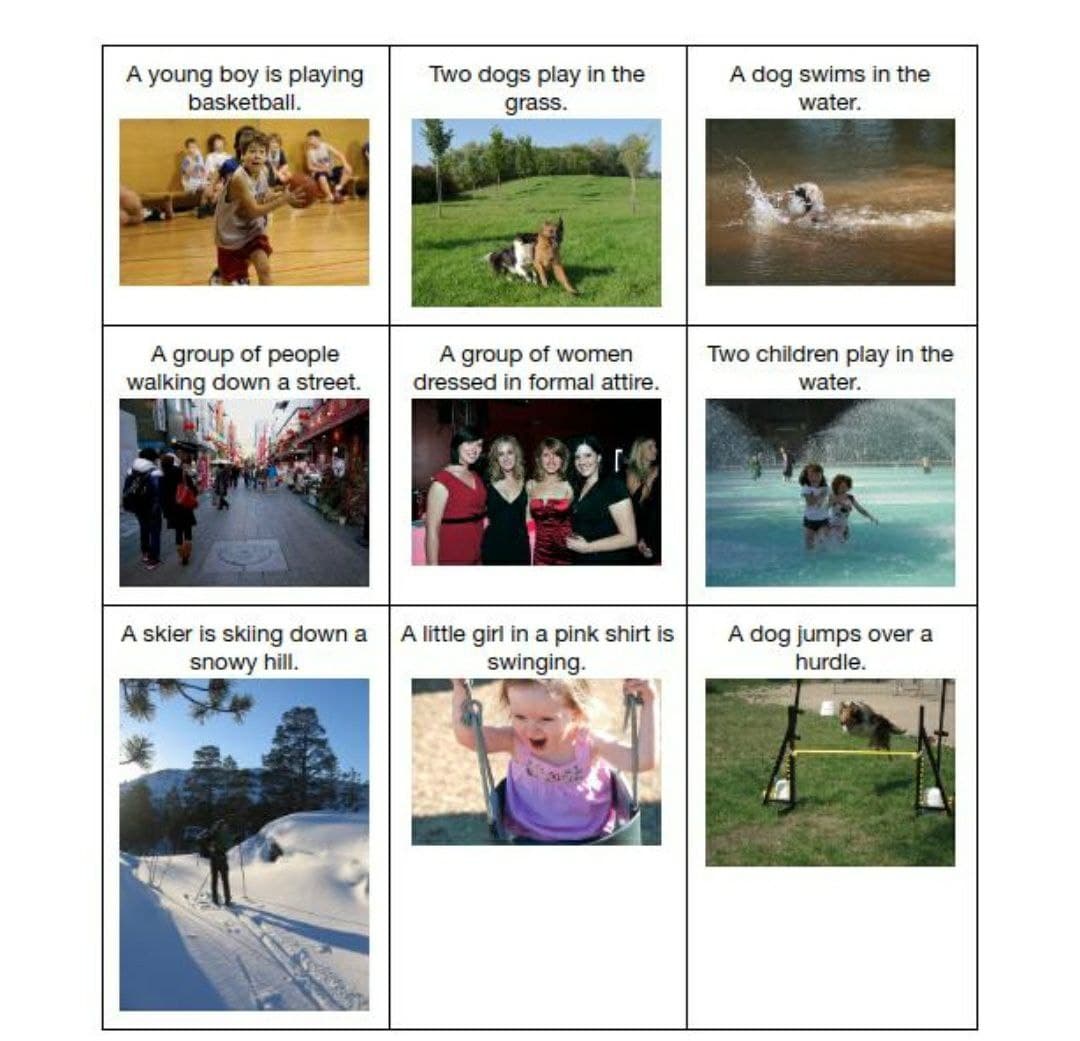 A young boy is playing
basketball.
Two dogs play in the
grass.
A dog swims in the
water.
A group of people
walking down a street.
A group of women
dressed in formal attire.
Two children play in the
water.
A skier is skiing down a
snowy hill.
A little girl in a pink shirt is
swinging.
A dog jumps over a
hurdle.